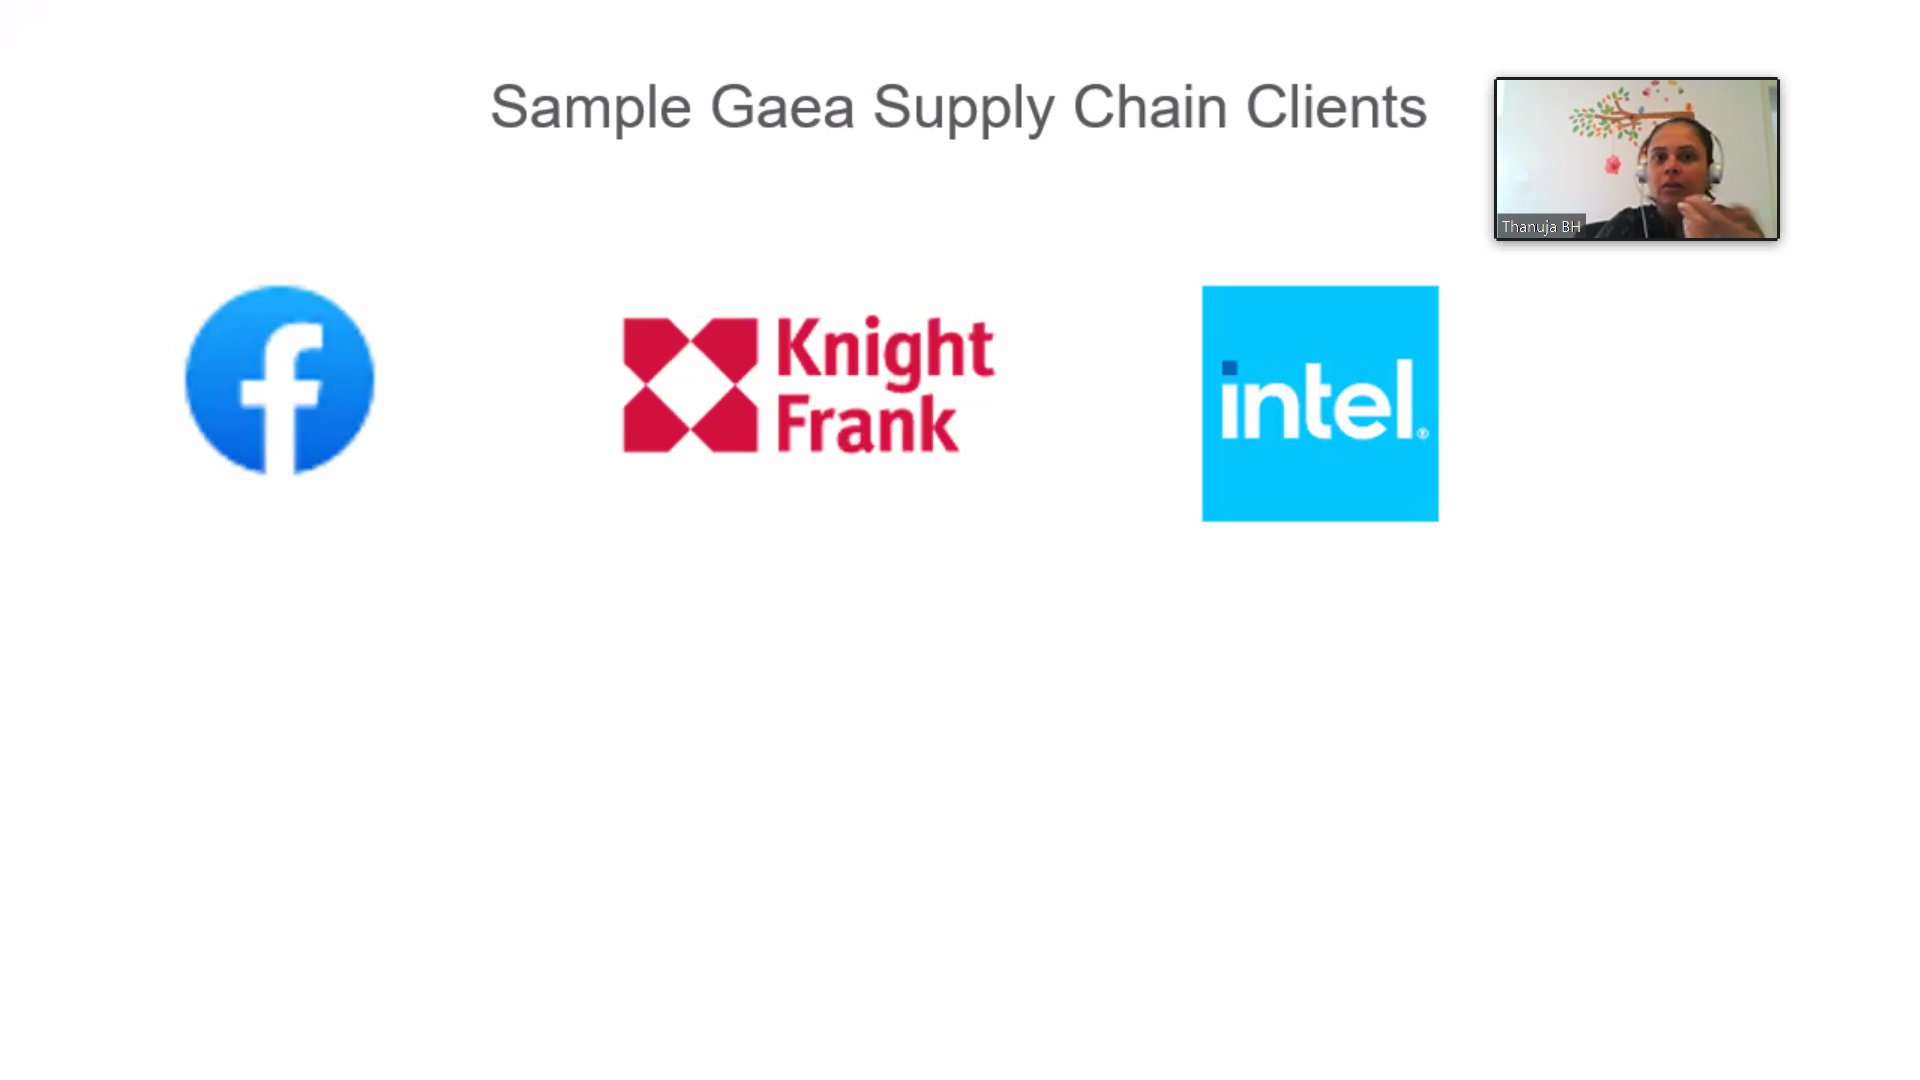 Sample Gaea Supply Chain Clients
Thanuja BH
f
Knight
Frank
intel®